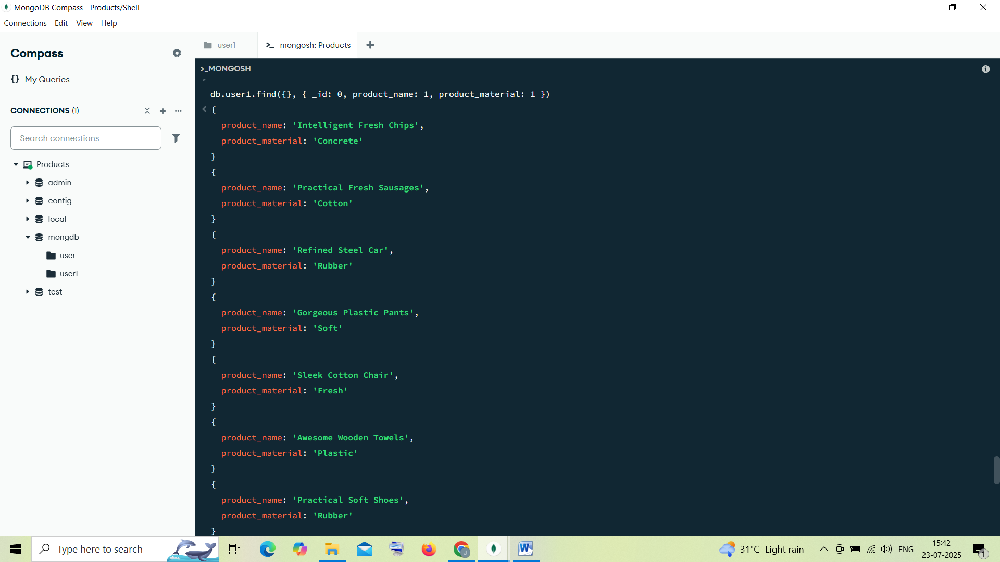 MongoDB Compass - Products/Shell
Connections Edit View Help
Compass
{} My Queries
CONNECTIONS (1)
Search connections
Products
admin
config
local
mongdb
user
user1
test
user1
>_ mongosh: Products
>_MONGOSH
db.user1.find({}, { _id: 0, product_name: 1, product_material: 1 })
{
product_name: 'Intelligent Fresh Chips',
product_material: 'Concrete'
}
{
product_name: 'Practical Fresh Sausages',
product_material: 'Cotton'
}
{
product_name: 'Refined Steel Car',
product_material: 'Rubber'
}
{
product_name: 'Gorgeous Plastic Pants',
product_material: 'Soft'
}
{
product_name: 'Sleek Cotton Chair',
product_material: 'Fresh'
}
{
product_name: 'Awesome Wooden Towels',
product_material: 'Plastic'
}
{
product_name: 'Practical Soft Shoes',
product_material: 'Rubber'
}
Type here to search
31°C Light rain
ENG
15:42
23-07-2025
1